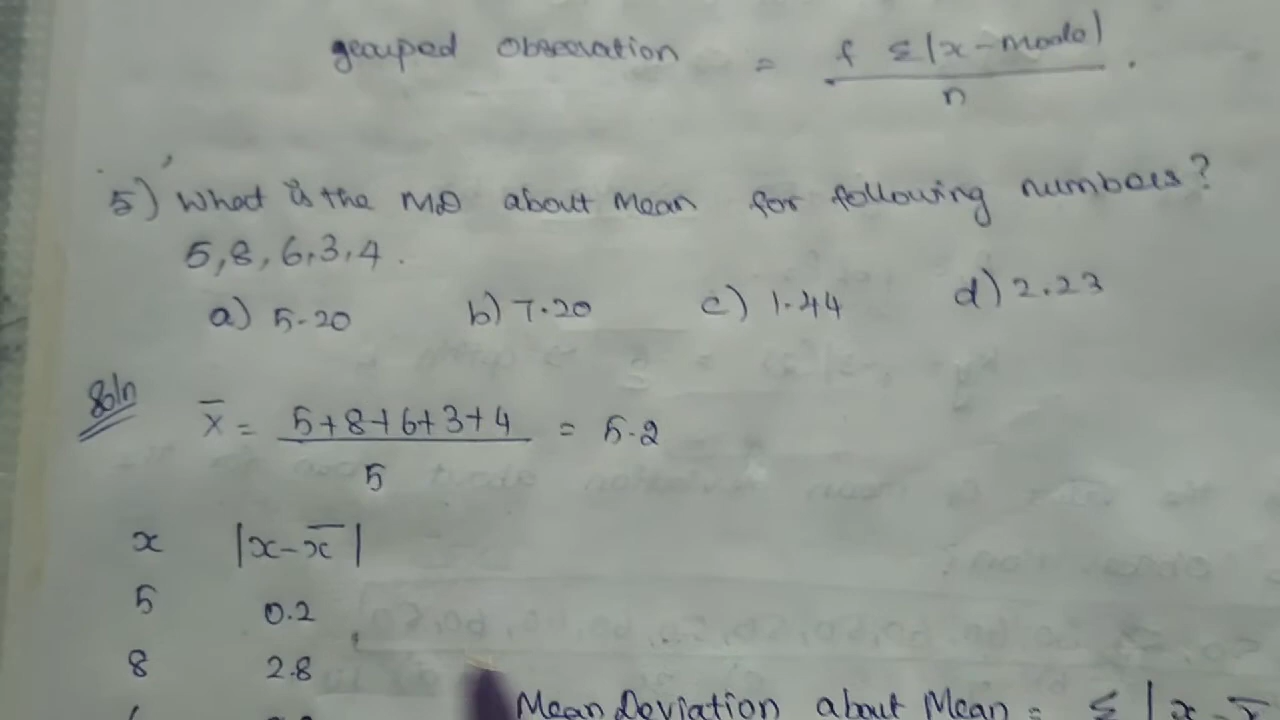 grouped observation = f Σ|x-mode| / n .
5) What is the MD about Mean for following numbers?
5,8,6,3,4.
a) 5.20 b) 7.20 c) 1.44 d) 2.23
Soln x̄ = 5+8+6+3+4 / 5 = 5.2
x |x-x̄|
5 0.2
8 2.8
Mean Deviation about Mean = Σ|x-x̄